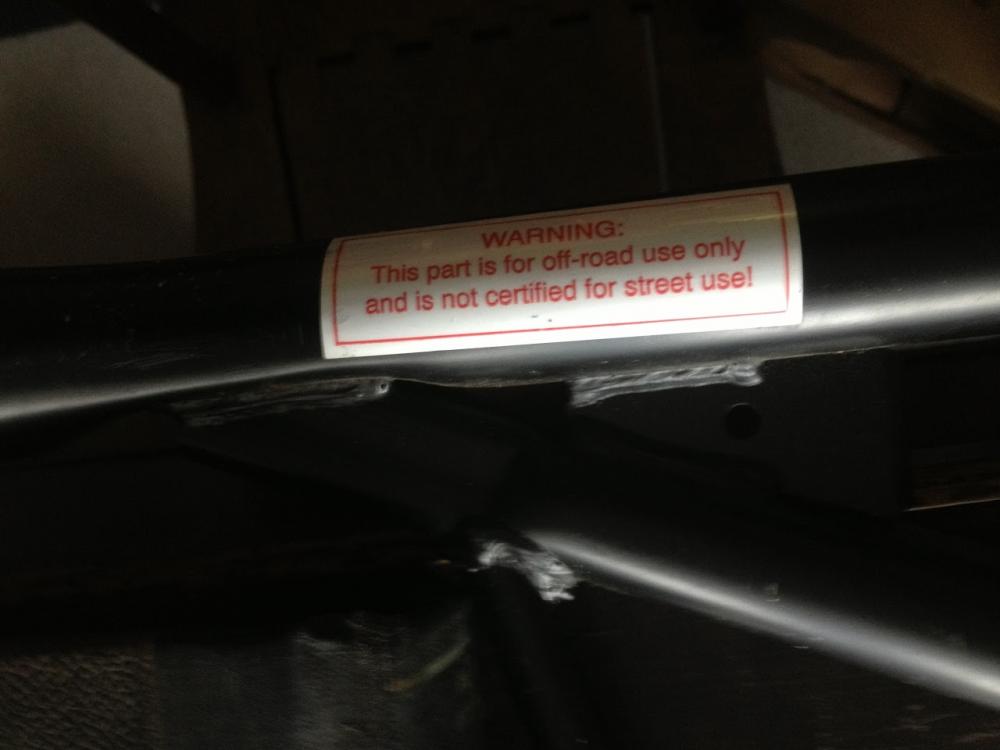 WARNING:
This part is for off-road use only
and is not certified for street use!